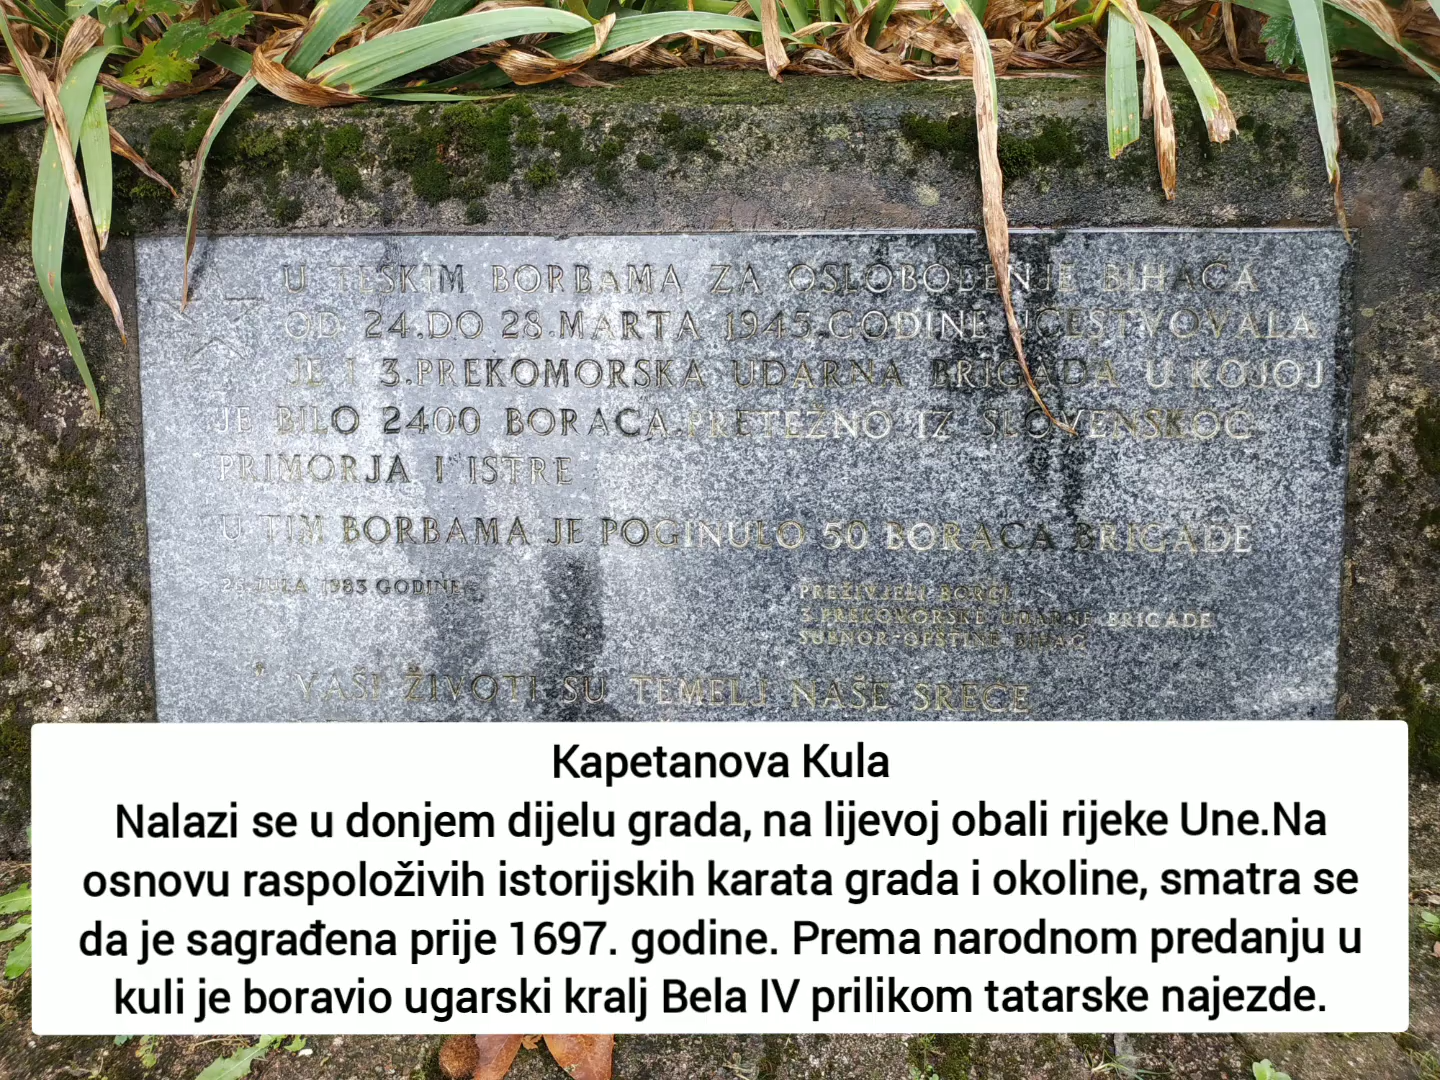 U TEŠKIM BORBAMA ZA OSLOBOĐENJE BIHAĆA
OD 24. DO 28. MARTA 1945. GODINE UČESTVOVALA
JE I 3. PREKOMORSKA UDARNA BRIGADA U KOJOJ
JE BILO 2400 BORACA, PRETEŽNO IZ SLOVENSKOG
PRIMORJA I ISTRE
U TIM BORBAMA JE POGINULO 50 BORACA BRIGADE
JULA 1983 GODINE
PREŽIVJELI BORCI
3 PREKOMORSKE UDARNE BRIGADE
SUBNOR-OPŠTINE BIHAĆ
" VAŠI ŽIVOTI SU TEMELJ NAŠE SREĆE
Kapetanova Kula
Nalazi se u donjem dijelu grada, na lijevoj obali rijeke Une.Na
osnovu raspoloživih istorijskih karata grada i okoline, smatra se
da je sagrađena prije 1697. godine. Prema narodnom predanju u
kuli je boravio ugarski kralj Bela IV prilikom tatarske najezde.